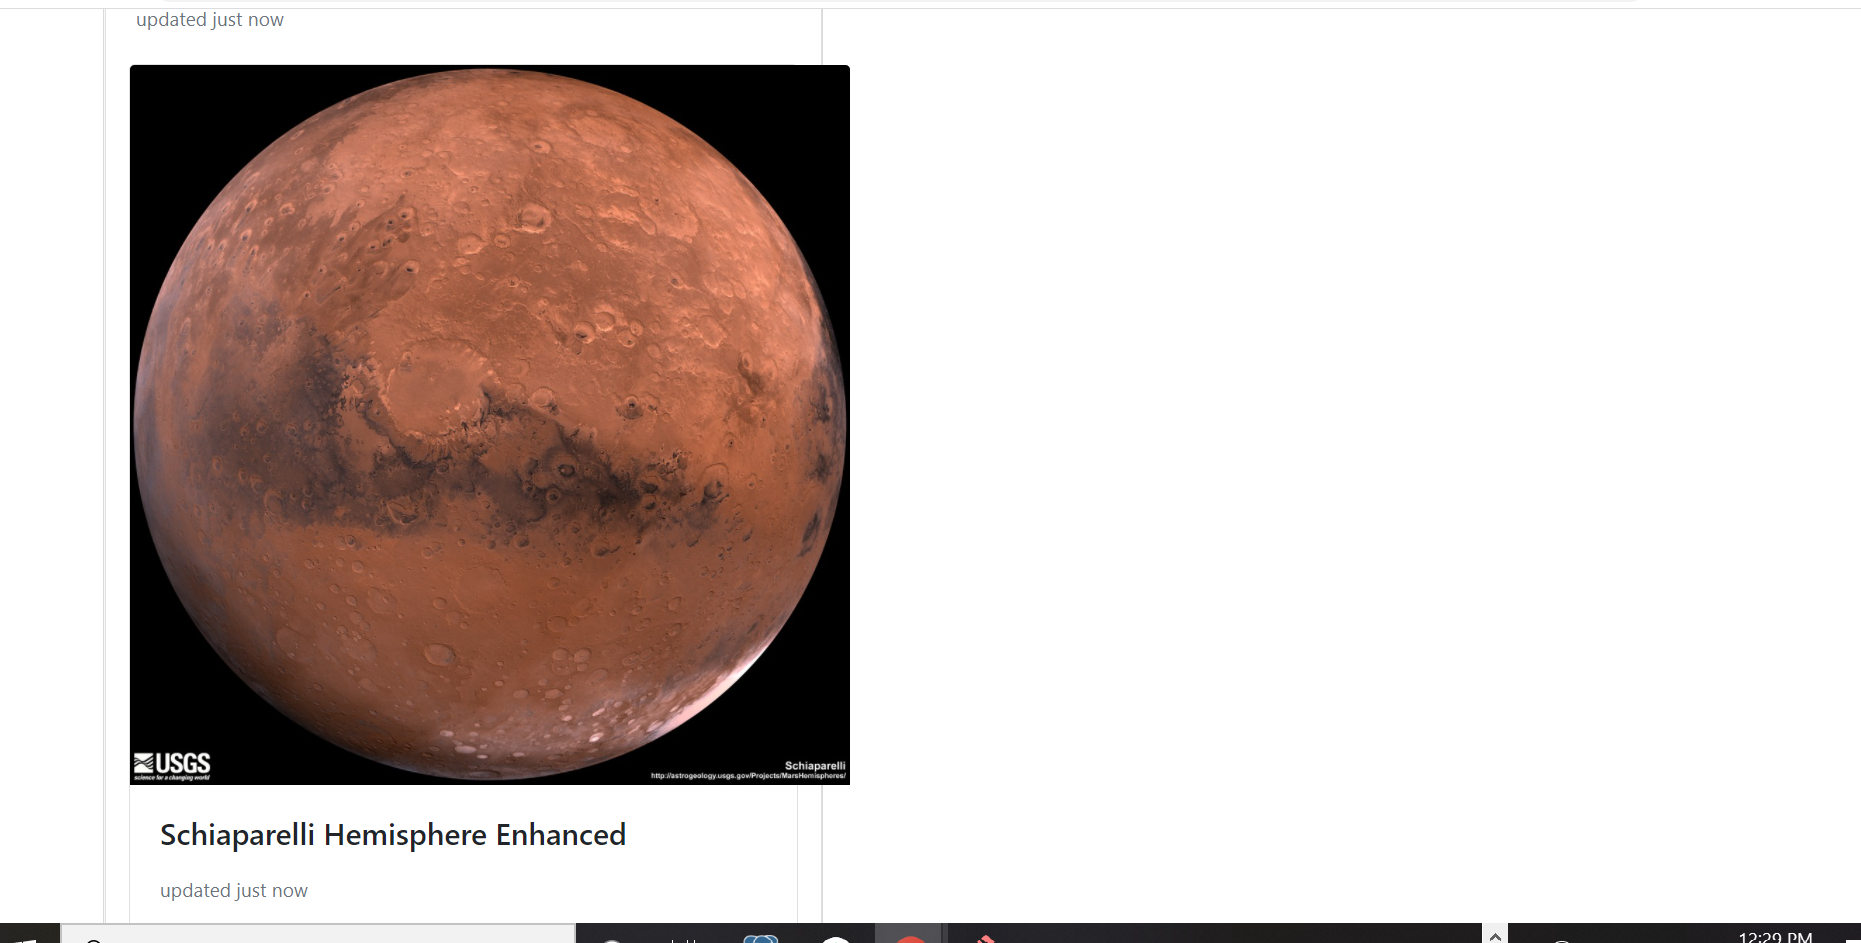 updated just now
USGS
science for a changing world
Schiaparelli
http://astrogeology.usgs.gov/Projects/MarsHemispheres/
Schiaparelli Hemisphere Enhanced
updated just now
12:29 PM